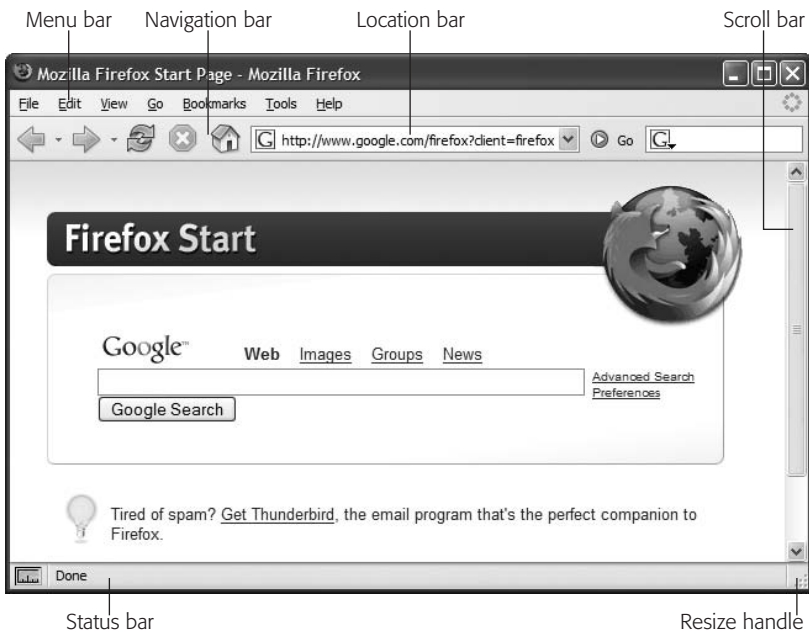 Menu bar Navigation bar Location bar Scroll bar
Mozilla Firefox Start Page - Mozilla Firefox
File Edit View Go Bookmarks Tools Help
G http://www.google.com/firefox?client=firefox Go G
Firefox Start
Google™ Web Images Groups News
Advanced Search
Preferences
Google Search
Tired of spam? Get Thunderbird, the email program that's the perfect companion to
Firefox.
Done
Status bar Resize handle